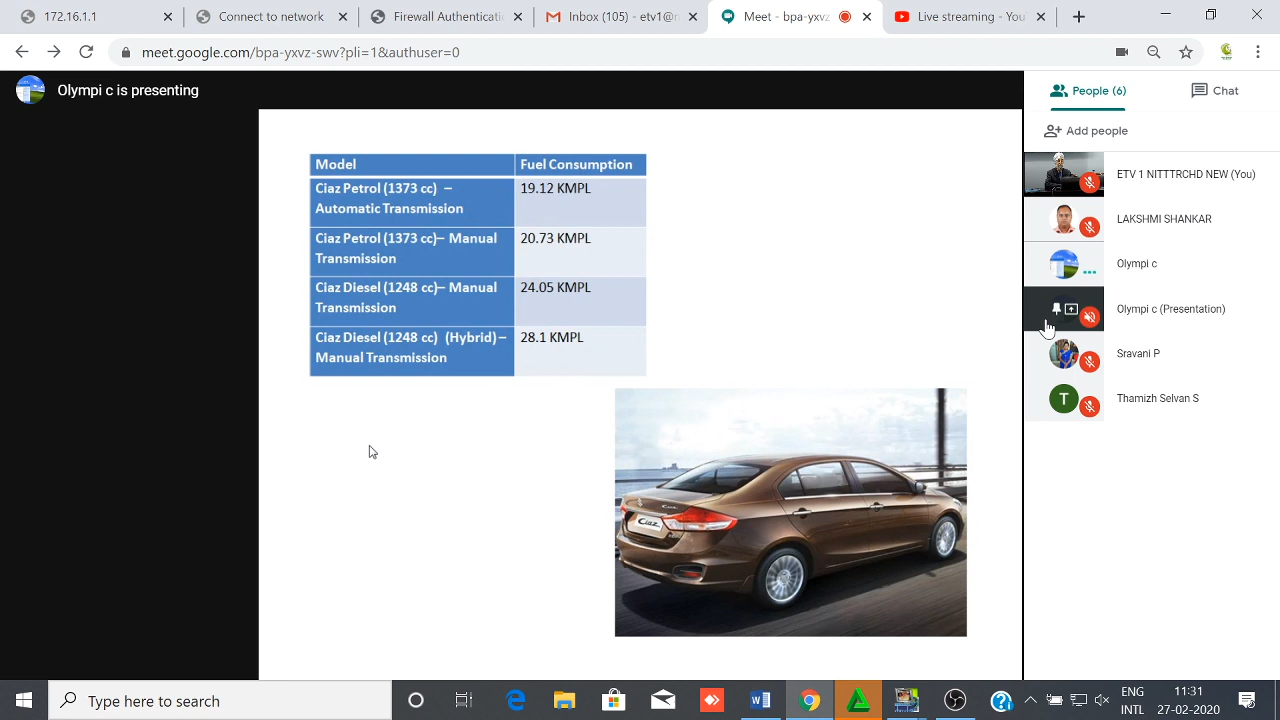 172.16.1.1
Connect to network
Firewall Authenticati
Inbox (105) - etv1@n
Meet - bpa-yxvz
Live streaming - You
meet.google.com/bpa-yxvz-swv?pli=1&authuser=0
Olympi c is presenting
People (6)
Chat
Add people
ETV 1 NITTTRCHD NEW (You)
LAKSHMI SHANKAR
Olympi c
Olympi c (Presentation)
Sravani P
T
Thamizh Selvan S
Model
Fuel Consumption
Ciaz Petrol (1373 cc) –
Automatic Transmission
19.12 KMPL
Ciaz Petrol (1373 cc)– Manual
Transmission
20.73 KMPL
Ciaz Diesel (1248 cc)– Manual
Transmission
24.05 KMPL
Ciaz Diesel (1248 cc) (Hybrid) –
Manual Transmission
28.1 KMPL
Ciaz
Type here to search
ENG
INTL
11:31
27-02-2020